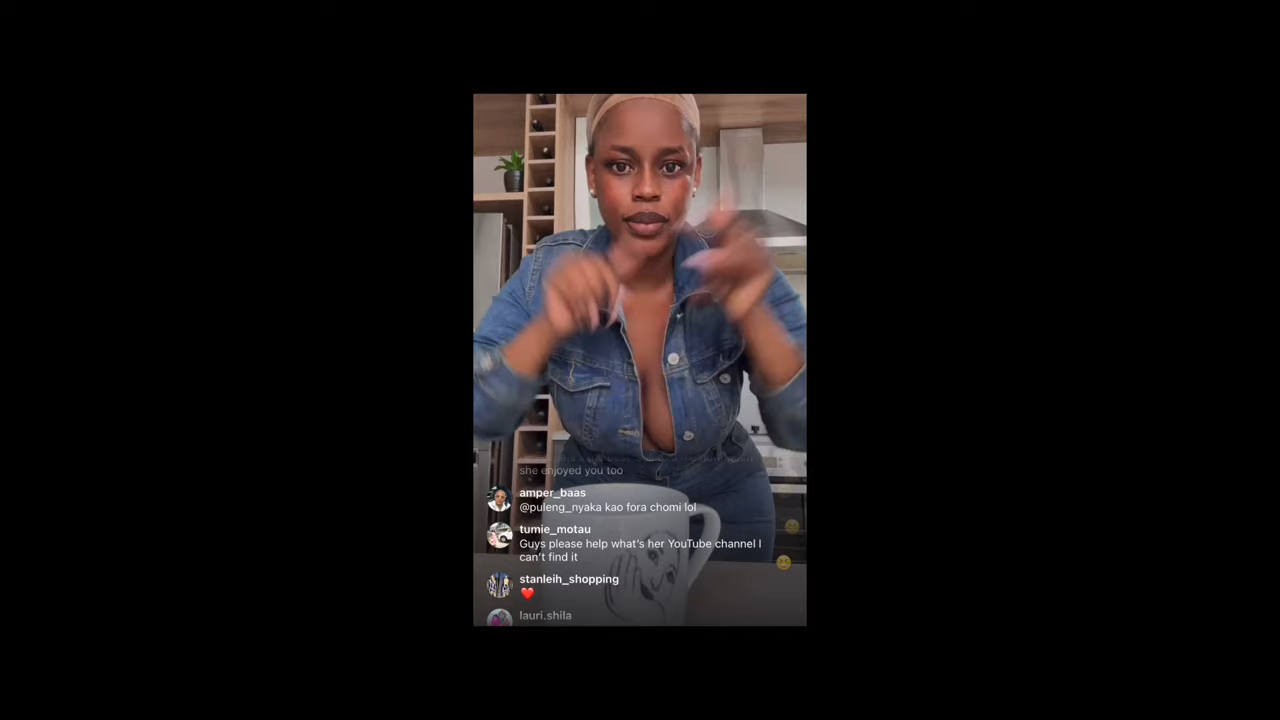 she enjoyed you too
amper_baas
@puleng_nyaka kao fora chomi lol
tumie_motau
Guys please help what's her YouTube channel I
can't find it
stanleih_shopping
❤️
lauri.shila